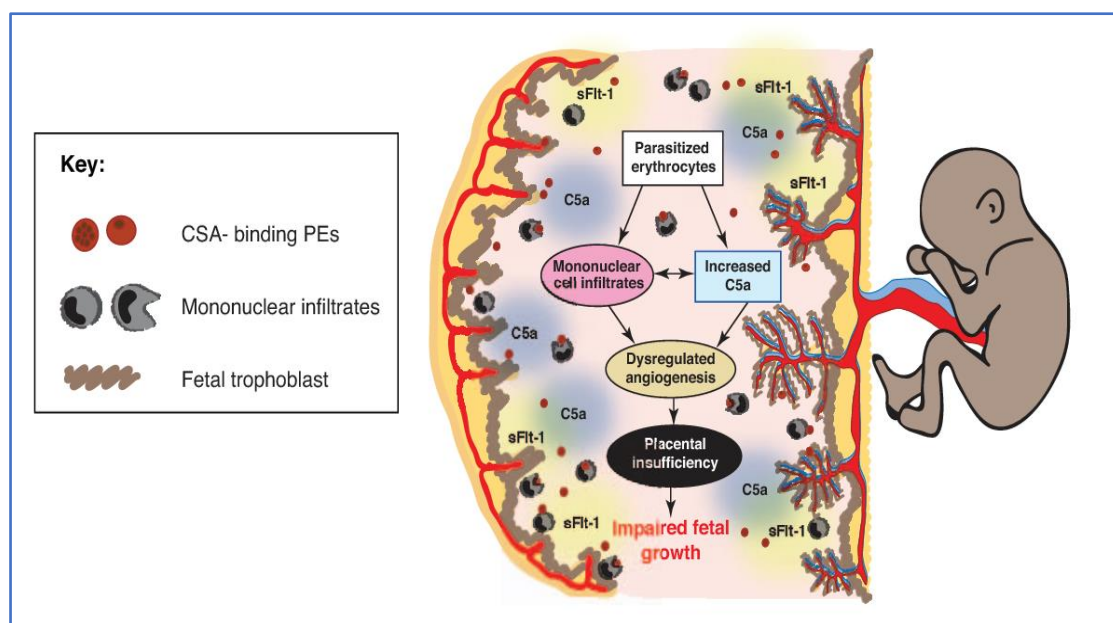 Key:
CSA- binding PEs
Mononuclear infiltrates
Fetal trophoblast
sFlt-1
sFlt-1
C5a
Parasitized
erythrocytes
sFlt-1
C5a
Mononuclear
cell infiltrates
Increased
C5a
C5a
Dysregulated
angiogenesis
C5a
sFlt-1
Placental
insufficiency
C5a
sFlt-1
Impaired fetal
growth
sFlt-1